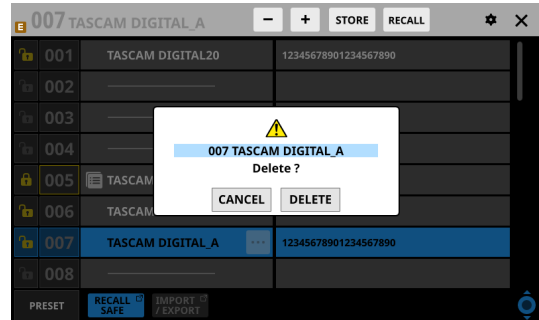 E 007 TASCAM DIGITAL_A - + STORE RECALL
001 TASCAM DIGITAL20 12345678901234567890
002
003
004
007 TASCAM DIGITAL_A
Delete ?
CANCEL DELETE
005 TASCAM
006 TASCAM
007 TASCAM DIGITAL_A ... 12345678901234567890
008
PRESET
RECALL SAFE
IMPORT / EXPORT